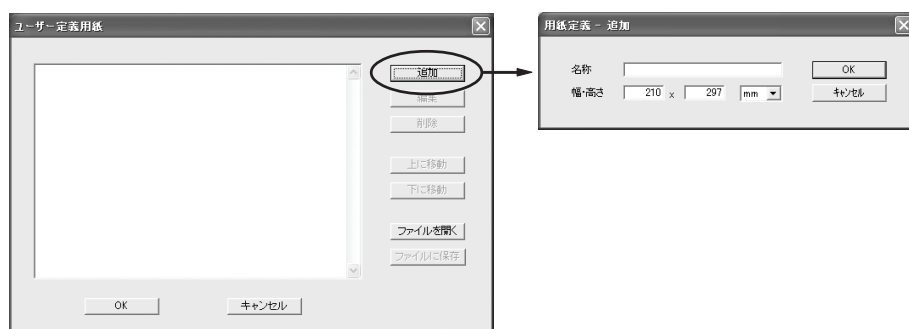 ユーザー定義用紙
追加
編集
削除
上に移動
下に移動
ファイルを開く
ファイルに保存
OK
キャンセル
用紙定義 - 追加
名称
OK
幅・高さ 210 x 297 mm
キャンセル